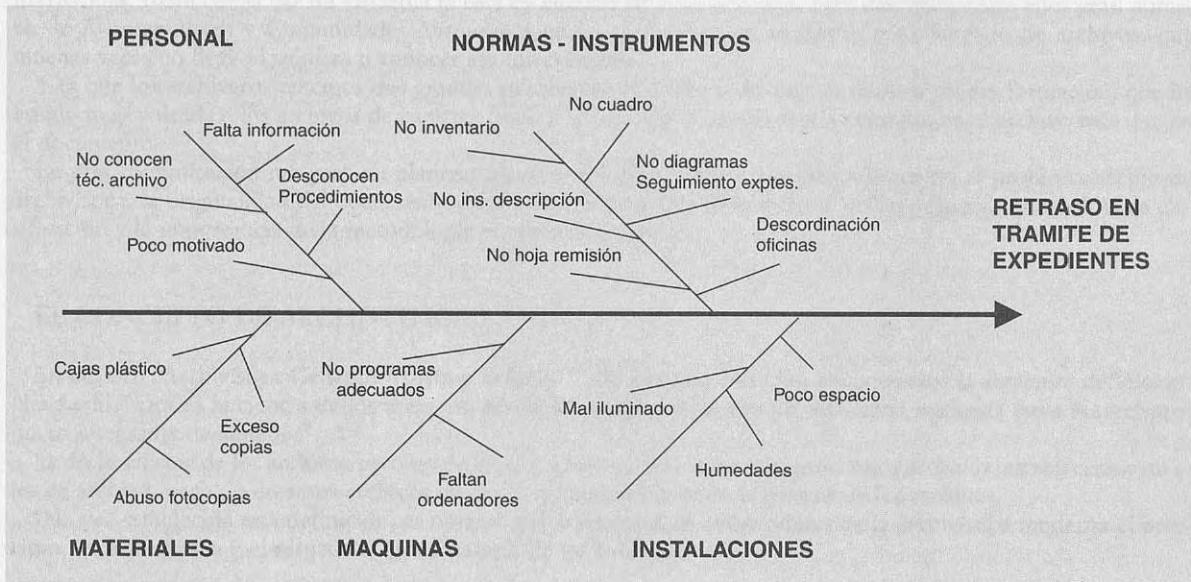 PERSONAL
NORMAS - INSTRUMENTOS
No cuadro
Falta información
No inventario
No conocen
téc. archivo
Desconocen
Procedimientos
No diagramas
Seguimiento exptes.
No ins. descripción
Poco motivado
No hoja remisión
Descordinación
oficinas
RETRASO EN
TRAMITE DE
EXPEDIENTES
Cajas plástico
No programas
adecuados
Mal iluminado
Poco espacio
Exceso
copias
Humedades
Faltan
ordenadores
Abuso fotocopias
MATERIALES
MAQUINAS
INSTALACIONES